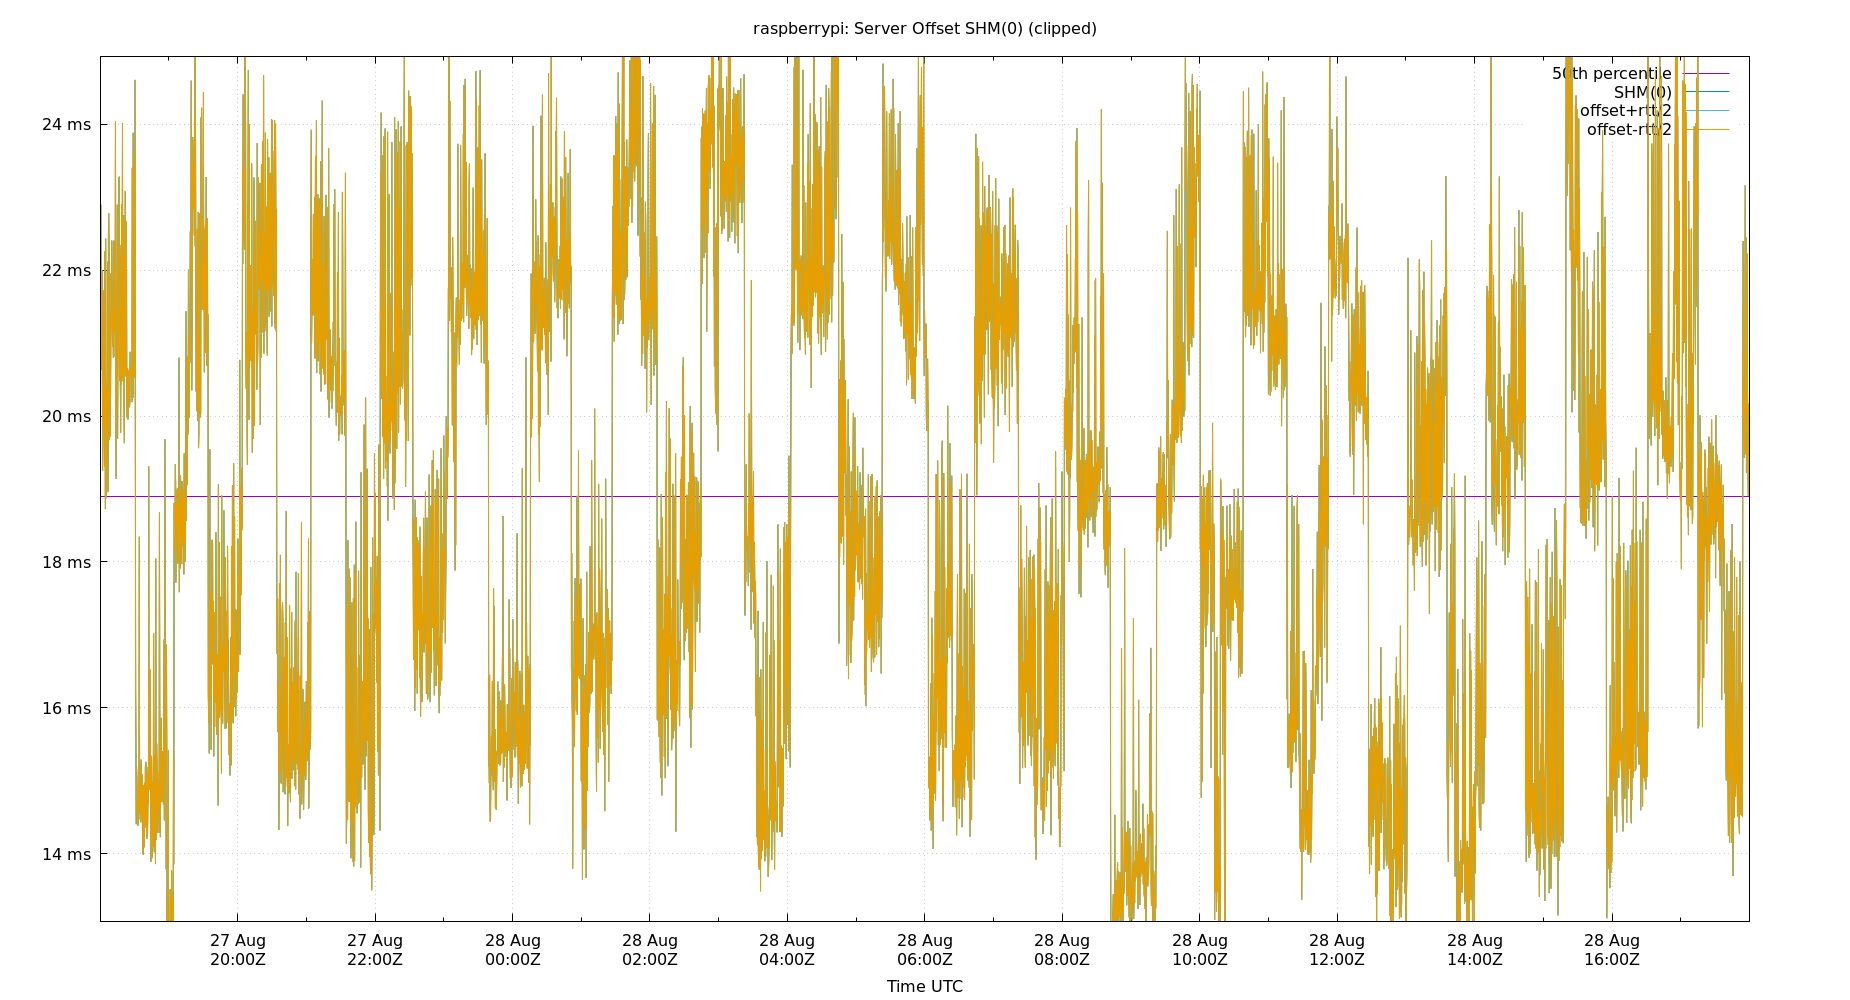 raspberrypi: Server Offset SHM(0) (clipped)
50th percentile
SHM(0)
offset+rtt/2
offset-rtt/2
24 ms
22 ms
20 ms
18 ms
16 ms
14 ms
27 Aug 27 Aug 28 Aug 28 Aug 28 Aug 28 Aug 28 Aug 28 Aug 28 Aug 28 Aug 28 Aug
20:00Z 22:00Z 00:00Z 02:00Z 04:00Z 06:00Z 08:00Z 10:00Z 12:00Z 14:00Z 16:00Z
Time UTC